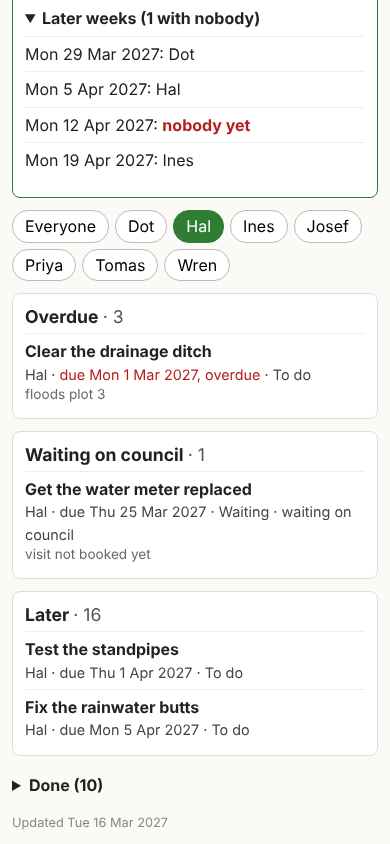 ▼ Later weeks (1 with nobody)
Mon 29 Mar 2027: Dot
Mon 5 Apr 2027: Hal
Mon 12 Apr 2027: nobody yet
Mon 19 Apr 2027: Ines
Everyone Dot Hal Ines Josef
Priya Tomas Wren
Overdue · 3
Clear the drainage ditch
Hal · due Mon 1 Mar 2027, overdue · To do
floods plot 3
Waiting on council · 1
Get the water meter replaced
Hal · due Thu 25 Mar 2027 · Waiting · waiting on
council
visit not booked yet
Later · 16
Test the standpipes
Hal · due Thu 1 Apr 2027 · To do
Fix the rainwater butts
Hal · due Mon 5 Apr 2027 · To do
▶ Done (10)
Updated Tue 16 Mar 2027